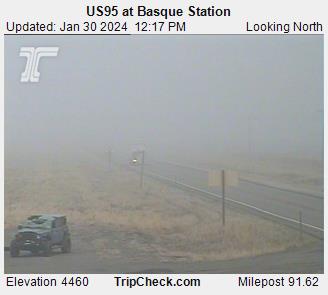 US95 at Basque Station
Updated: Jan 30 2024 12:17 PM Looking North
Elevation 4460 TripCheck.com Milepost 91.62